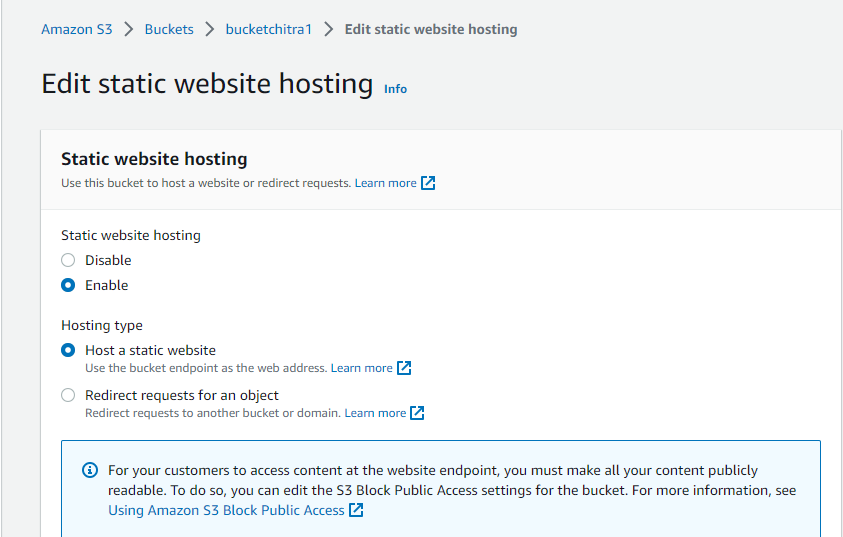 Amazon S3 > Buckets > bucketchitra1 > Edit static website hosting
Edit static website hosting Info
Static website hosting
Use this bucket to host a website or redirect requests. Learn more
Static website hosting
Disable
Enable
Hosting type
Host a static website
Use the bucket endpoint as the web address. Learn more
Redirect requests for an object
Redirect requests to another bucket or domain. Learn more
For your customers to access content at the website endpoint, you must make all your content publicly
readable. To do so, you can edit the S3 Block Public Access settings for the bucket. For more information, see
Using Amazon S3 Block Public Access